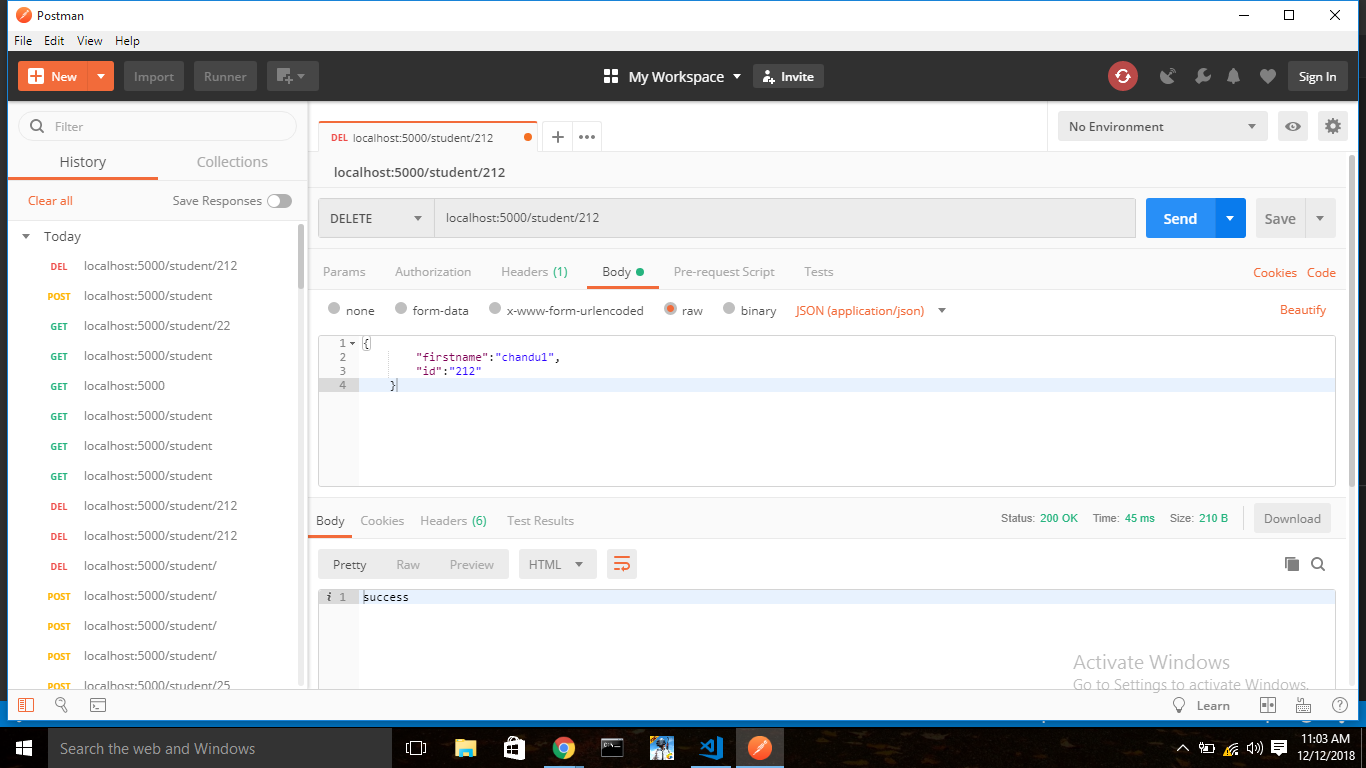 Postman
File Edit View Help
New Import Runner My Workspace Invite Sign In
Filter
History Collections
Clear all Save Responses
Today
DEL localhost:5000/student/212
POST localhost:5000/student
GET localhost:5000/student/22
GET localhost:5000/student
GET localhost:5000
GET localhost:5000/student
GET localhost:5000/student
GET localhost:5000/student
DEL localhost:5000/student/212
DEL localhost:5000/student/212
DEL localhost:5000/student/
POST localhost:5000/student/
POST localhost:5000/student/
POST localhost:5000/student/
POST localhost:5000/student/25
DEL localhost:5000/student/212
No Environment
localhost:5000/student/212
DELETE localhost:5000/student/212 Send Save
Params Authorization Headers (1) Body Pre-request Script Tests Cookies Code
none form-data x-www-form-urlencoded raw binary JSON (application/json) Beautify
1 {
2 "firstname":"chandu1",
3 "id":"212"
4 }
Body Cookies Headers (6) Test Results Status: 200 OK Time: 45 ms Size: 210 B Download
Pretty Raw Preview HTML
i 1 success
Activate Windows
Go to Settings to activate Windows.
Learn
Search the web and Windows
11:03 AM
12/12/2018